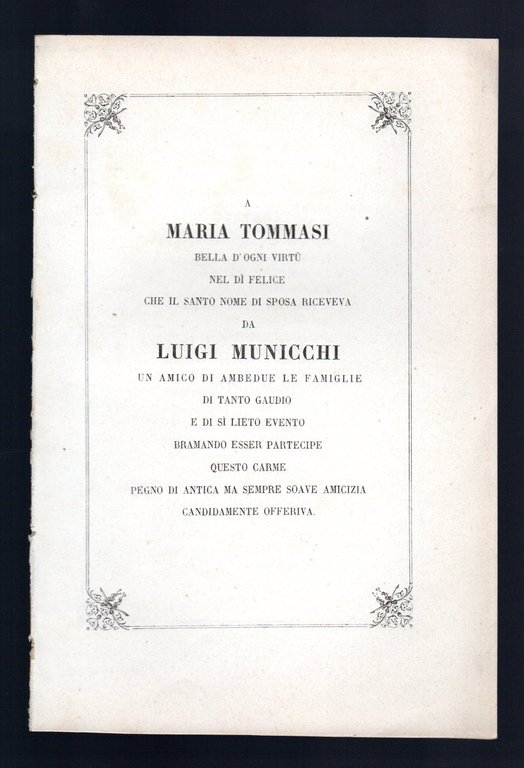 A
MARIA TOMMASI
BELLA D'OGNI VIRTÙ
NEL DÌ FELICE
CHE IL SANTO NOME DI SPOSA RICEVEVA
DA
LUIGI MUNICCHI
UN AMICO DI AMBEDUE LE FAMIGLIE
DI TANTO GAUDIO
E DI SÌ LIETO EVENTO
BRAMANDO ESSER PARTECIPE
QUESTO CARME
PEGNO DI ANTICA MA SEMPRE SOAVE AMICIZIA
CANDIDAMENTE OFFERIVA.